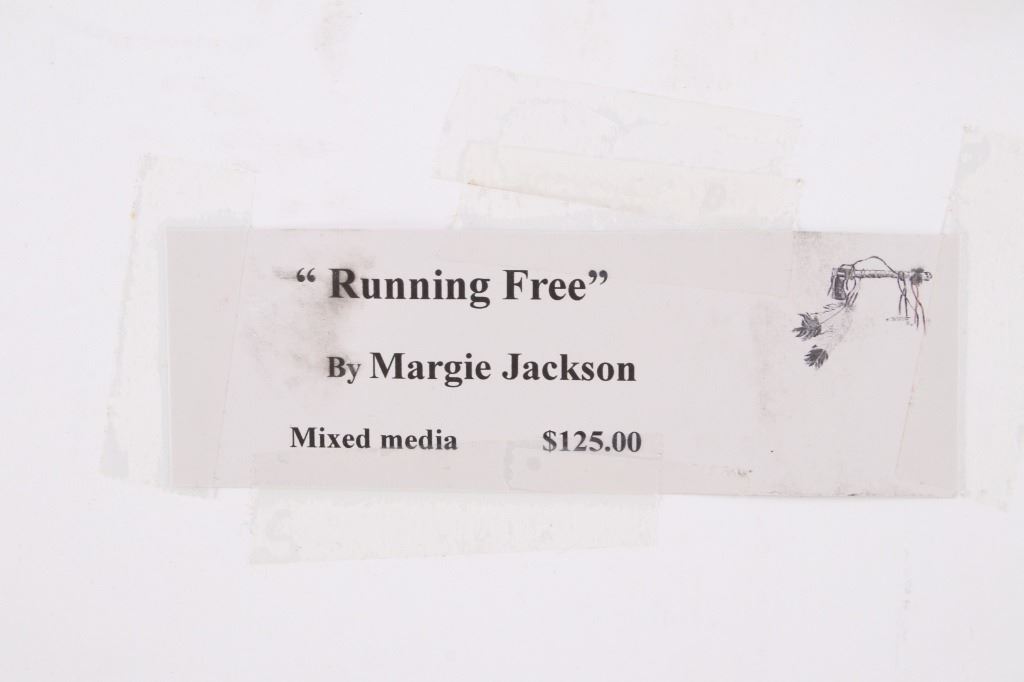 “ Running Free”
By Margie Jackson
Mixed media $125.00